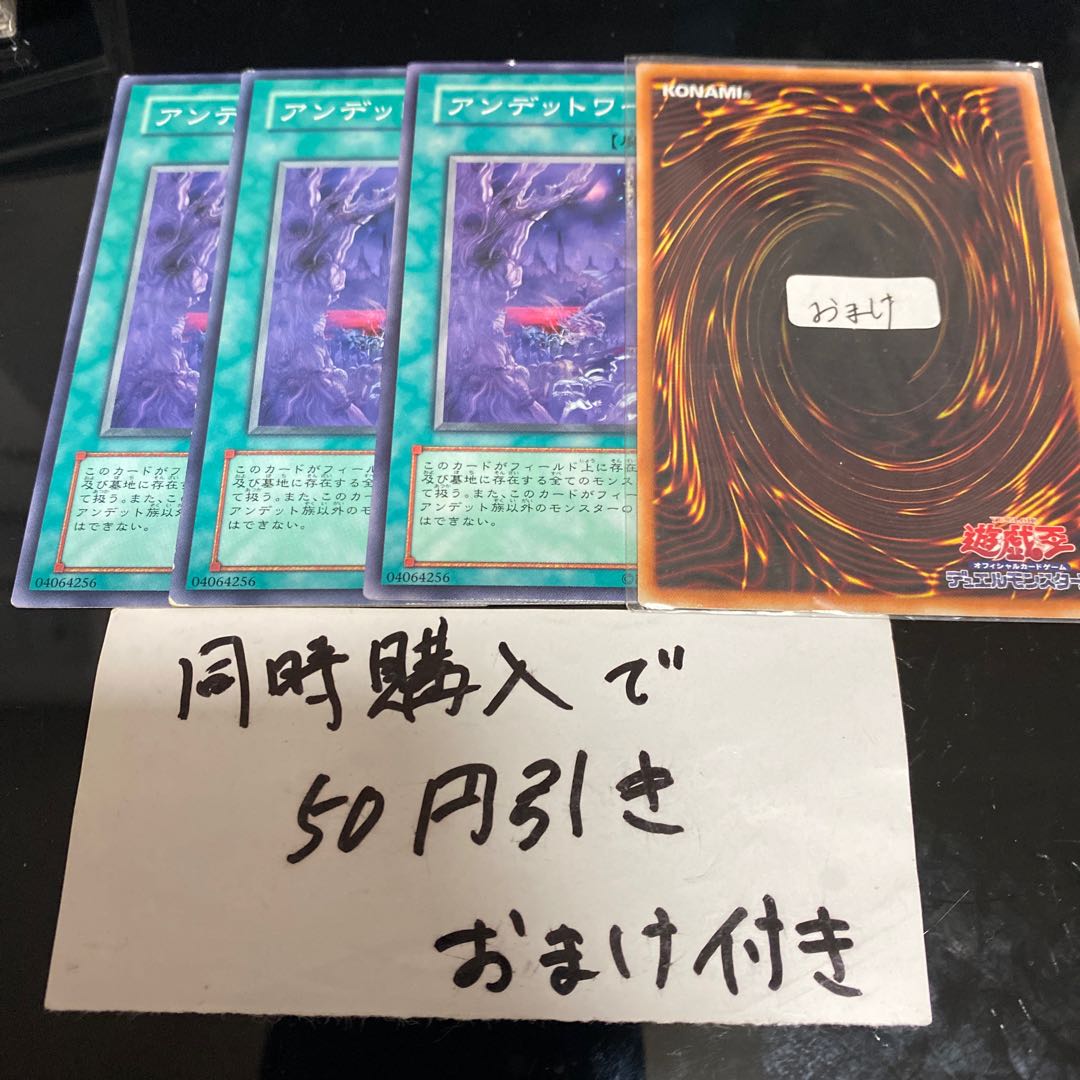 アンデ
アンデッ
アンデットワー
【
このカードがフ
及び墓地に存在
て扱う。また、こ
アンデット族以
はできない。
04064256
このカードがフィール
及び墓地に存在する全
て扱う。また、このカー
アンデット族以外のモ
はできない。
04064256
このカードがフィールド上に存在
及び墓地に存在する全てのモンス
て扱う。また、このカードがフィー
アンデット族以外のモンスターの
はできない。
04064256
©
KONAMI®
おまけ
遊戯王
オフィシャルカードゲーム
デュエルモンスター
同時購入で
50円引き
おまけ付き